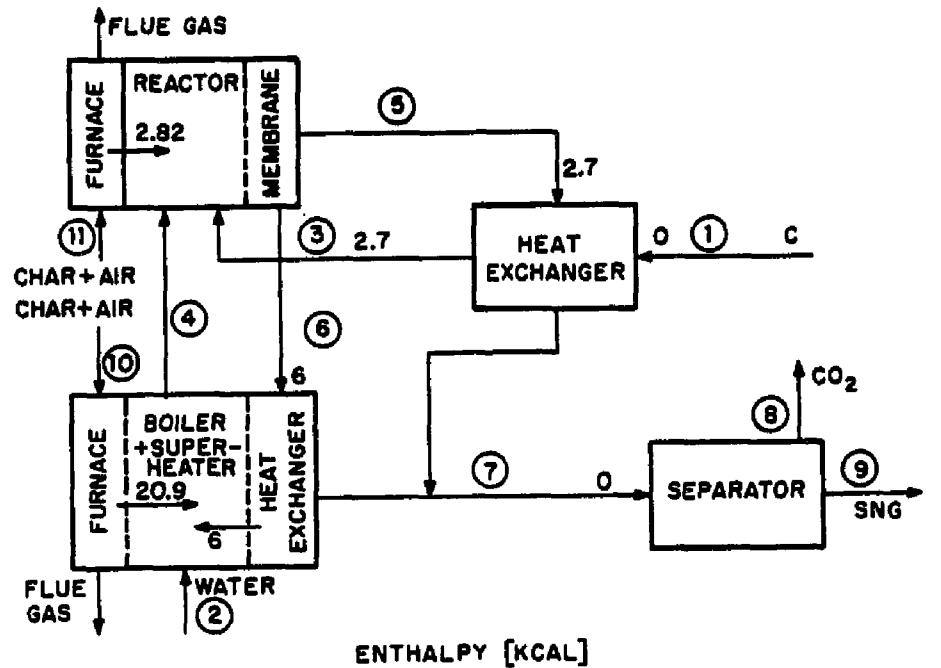 FLUE GAS
FURNACE
REACTOR
2.82
MEMBRANE
5
2.7
HEAT
EXCHANGER
0
1
C
3
2.7
11
CHAR+AIR
CHAR+AIR
10
4
6
6
FURNACE
BOILER
+SUPER-
HEATER
20.9
6
HEAT
EXCHANGER
7
0
SEPARATOR
8
CO2
9
SNG
FLUE
GAS
WATER
2
ENTHALPY [KCAL]